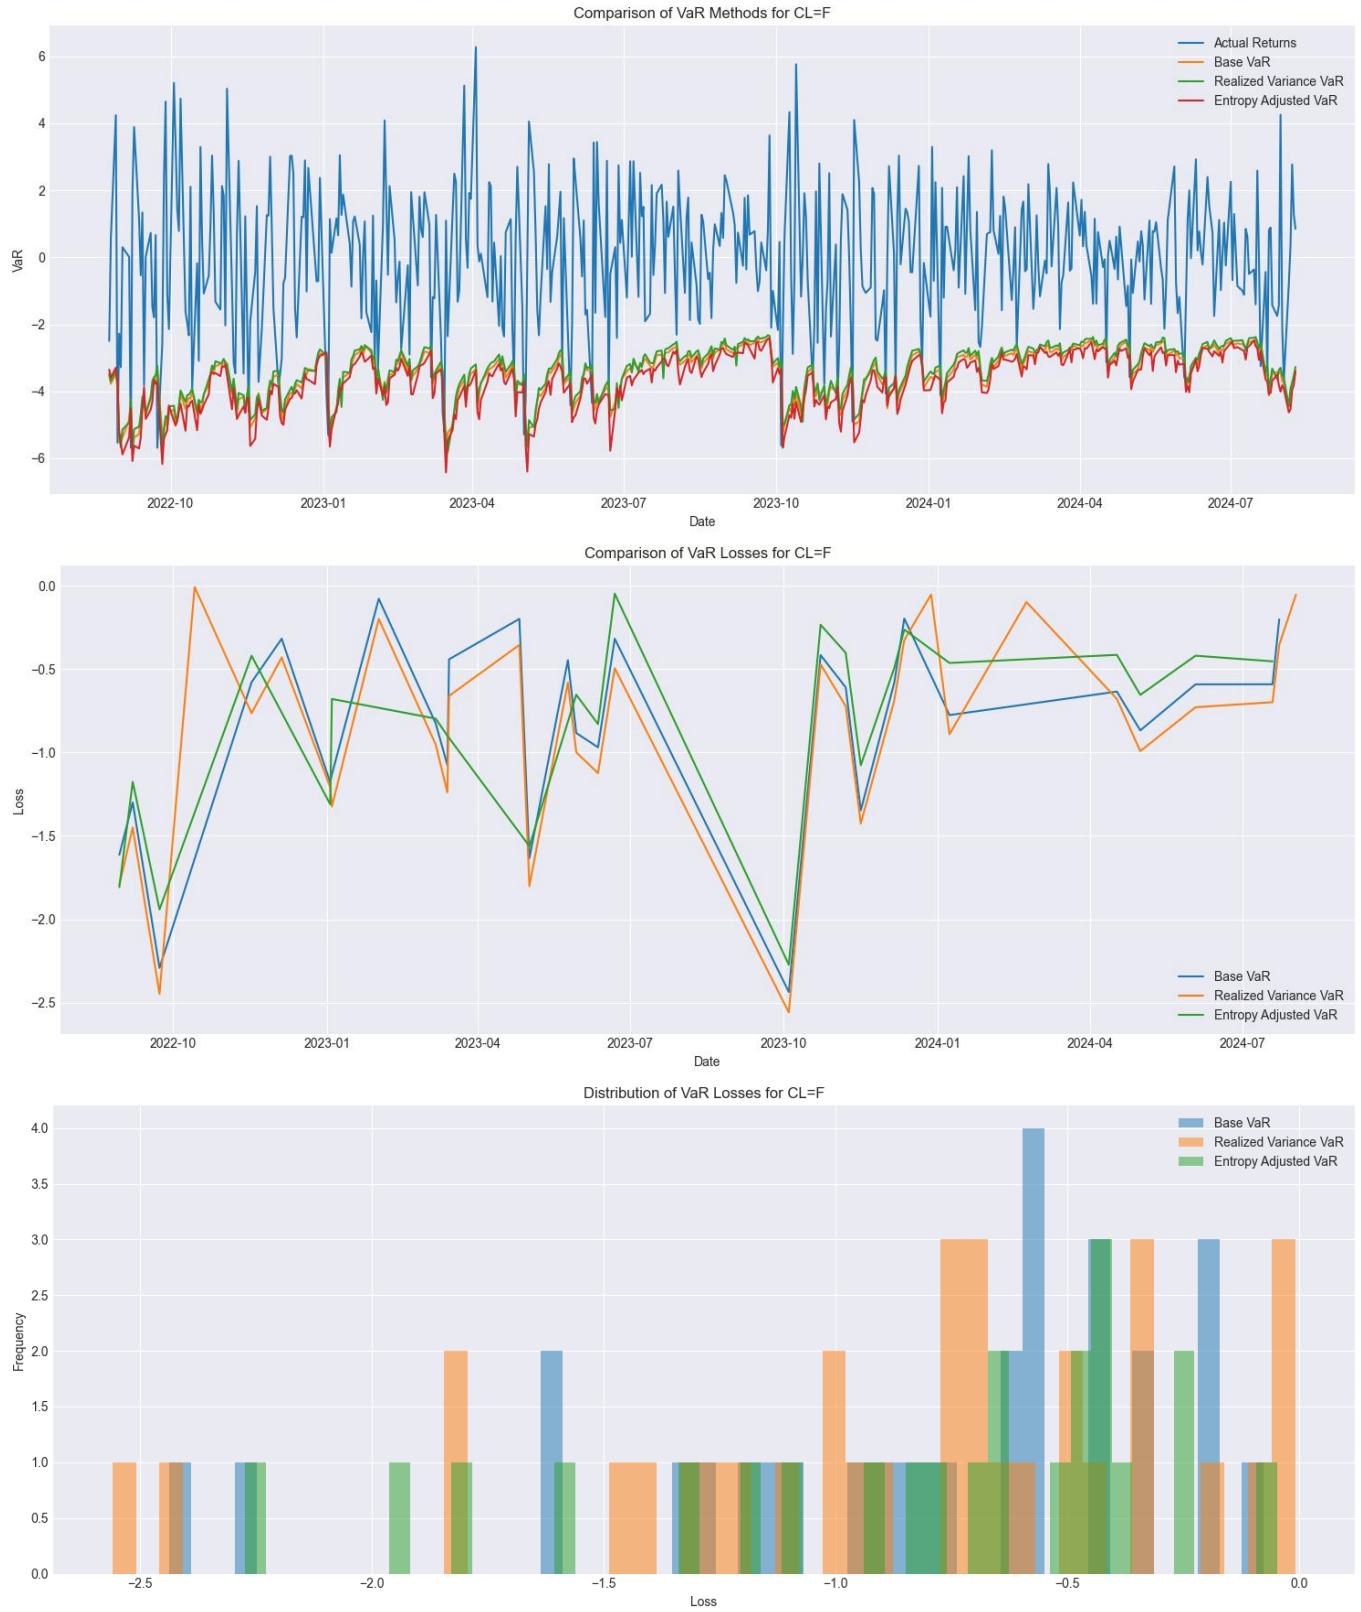 Comparison of VaR Methods for CL=F
Actual Returns
Base VaR
Realized Variance VaR
Entropy Adjusted VaR
6
4
2
0
−2
−4
−6
VaR
2022-10 2023-01 2023-04 2023-07 2023-10 2024-01 2024-04 2024-07
Date
Comparison of VaR Losses for CL=F
0.0
−0.5
−1.0
−1.5
−2.0
−2.5
Loss
Base VaR
Realized Variance VaR
Entropy Adjusted VaR
2022-10 2023-01 2023-04 2023-07 2023-10 2024-01 2024-04 2024-07
Date
Distribution of VaR Losses for CL=F
Base VaR
Realized Variance VaR
Entropy Adjusted VaR
4.0
3.5
3.0
2.5
2.0
1.5
1.0
0.5
0.0
Frequency
−2.5 −2.0 −1.5 −1.0 −0.5 0.0
Loss